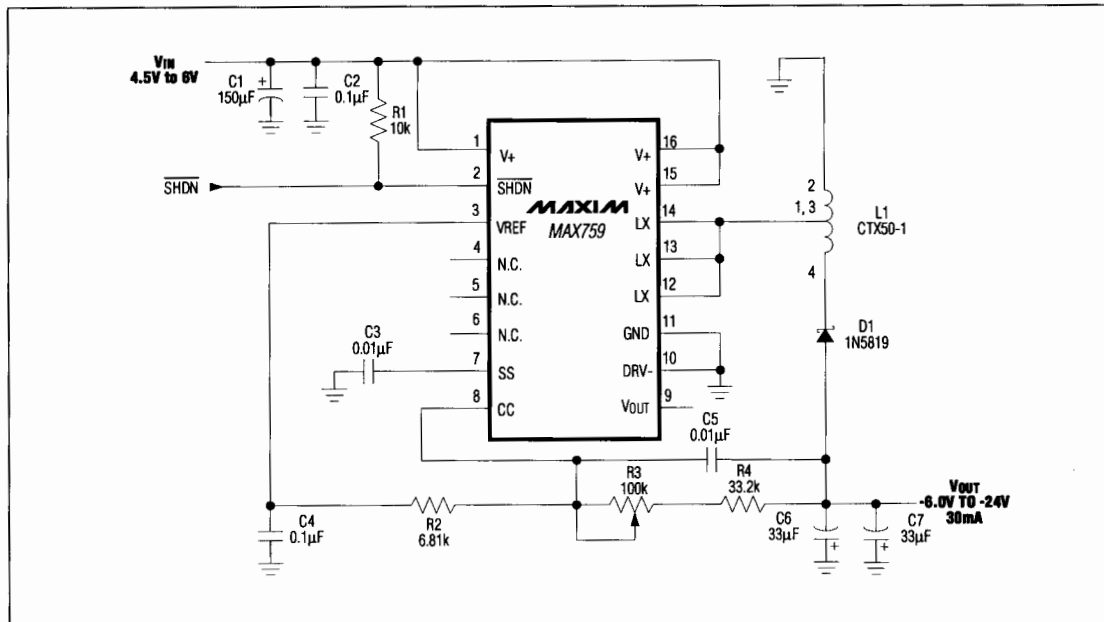 VIN
4.5V to 6V
C1
150µF
+
C2
0.1µF
R1
10k
SHDN
1
V+
2
SHDN
3
VREF
4
N.C.
5
N.C.
6
N.C.
7
SS
8
CC
MAXIM
MAX759
16
V+
15
V+
14
LX
13
LX
12
LX
11
GND
10
DRV-
9
VOUT
2
1, 3
4
L1
CTX50-1
D1
1N5819
C3
0.01µF
C5
0.01µF
R3
100k
R4
33.2k
VOUT
-6.0V TO -24V
30mA
C4
0.1µF
R2
6.81k
C6
33µF
+
C7
33µF
+